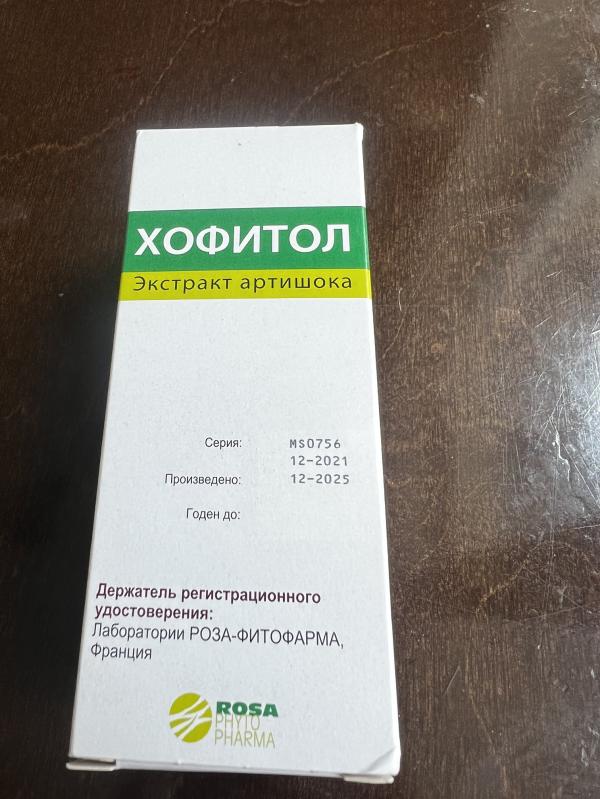 ХОФИТОЛ
Экстракт артишока
Серия: MS0756
12-2021
Произведено: 12-2025
Годен до:
Держатель регистрационного
удостоверения:
Лаборатории РОЗА-ФИТОФАРМА,
Франция
ROSA
PHYTO
PHARMA